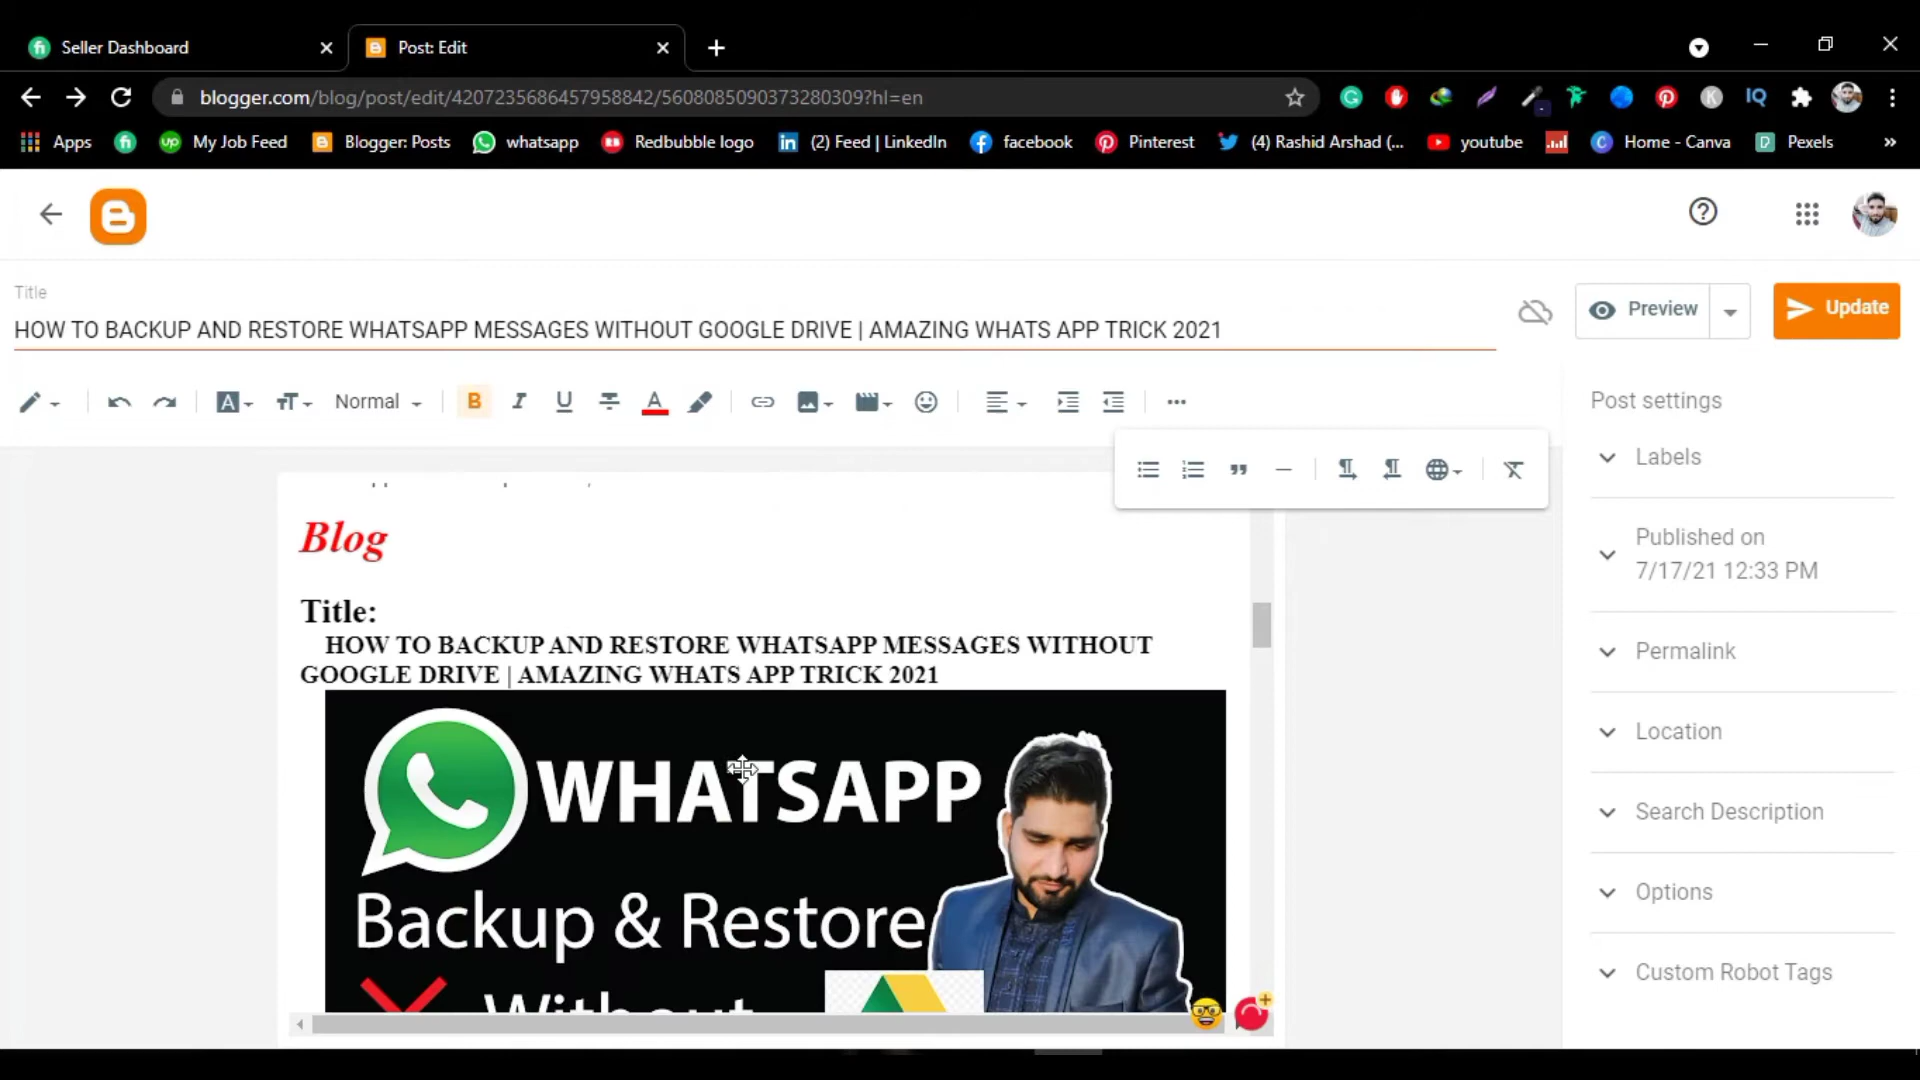 Seller Dashboard
Post: Edit
blogger.com/blog/post/edit/4207235686457958842/5608085090373280309?hl=en
Apps
My Job Feed
Blogger: Posts
whatsapp
Redbubble logo
(2) Feed | LinkedIn
facebook
Pinterest
(4) Rashid Arshad (...
youtube
Home - Canva
Pexels
Title
HOW TO BACKUP AND RESTORE WHATSAPP MESSAGES WITHOUT GOOGLE DRIVE | AMAZING WHATS APP TRICK 2021
Preview
Update
Normal
Post settings
Labels
Published on
7/17/21 12:33 PM
Permalink
Location
Search Description
Options
Custom Robot Tags
Blog
Title:
HOW TO BACKUP AND RESTORE WHATSAPP MESSAGES WITHOUT
GOOGLE DRIVE | AMAZING WHATS APP TRICK 2021
WHATSAPP
Backup & Restore
Without